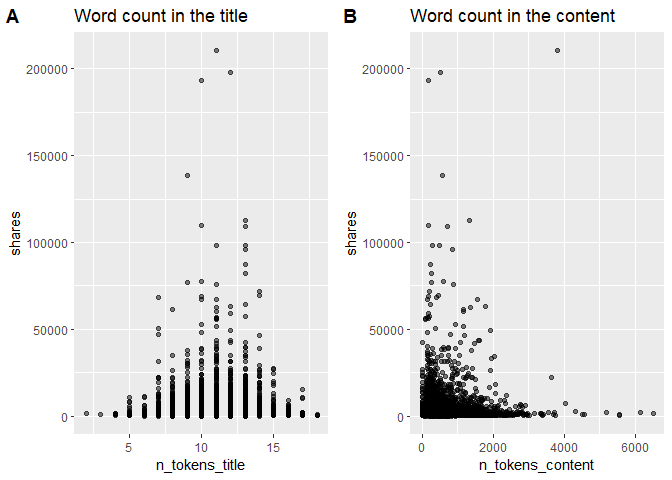 A Word count in the title
200000
150000
100000
50000
0
shares
5 10 15
n_tokens_title
B Word count in the content
200000
150000
100000
50000
0
shares
0 2000 4000 6000
n_tokens_content